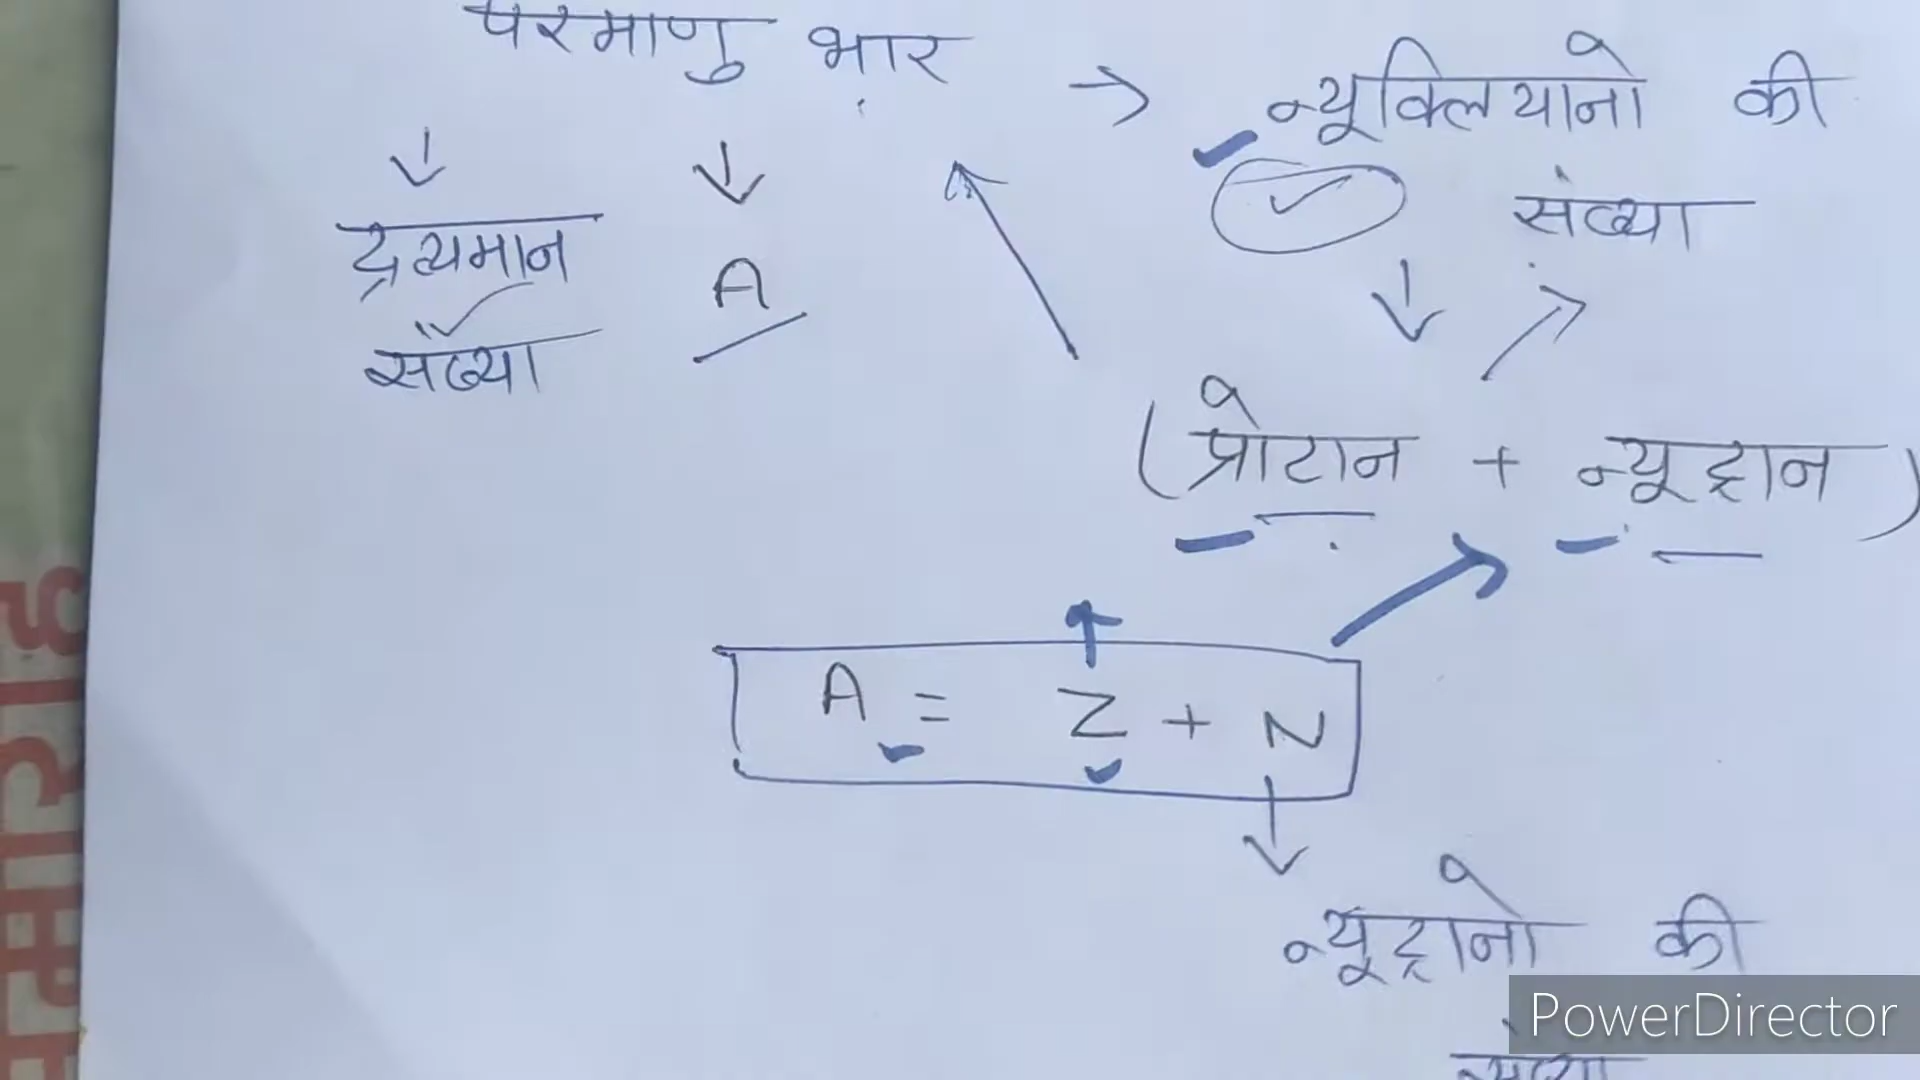 परमाणु भार → न्यूक्लियानो की
संख्या
द्रव्यमान
संख्या
A
(प्रोटान + न्यूट्रान)
A = Z + N
न्यूट्रानो की
संख्या
PowerDirector